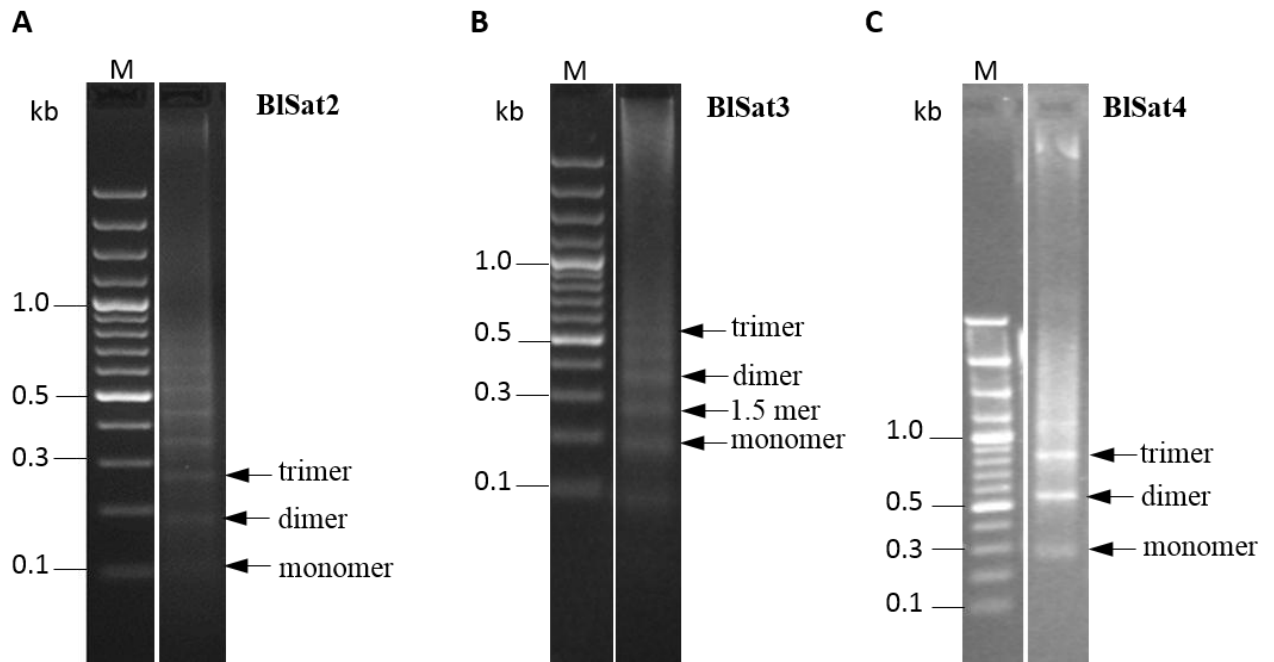 A
M
kb
BlSat2
1.0
0.5
0.3
trimer
dimer
0.1
monomer
B
M
kb
BlSat3
1.0
0.5
trimer
dimer
0.3
1.5 mer
monomer
0.1
C
M
kb
BlSat4
1.0
trimer
dimer
0.5
0.3
monomer
0.1